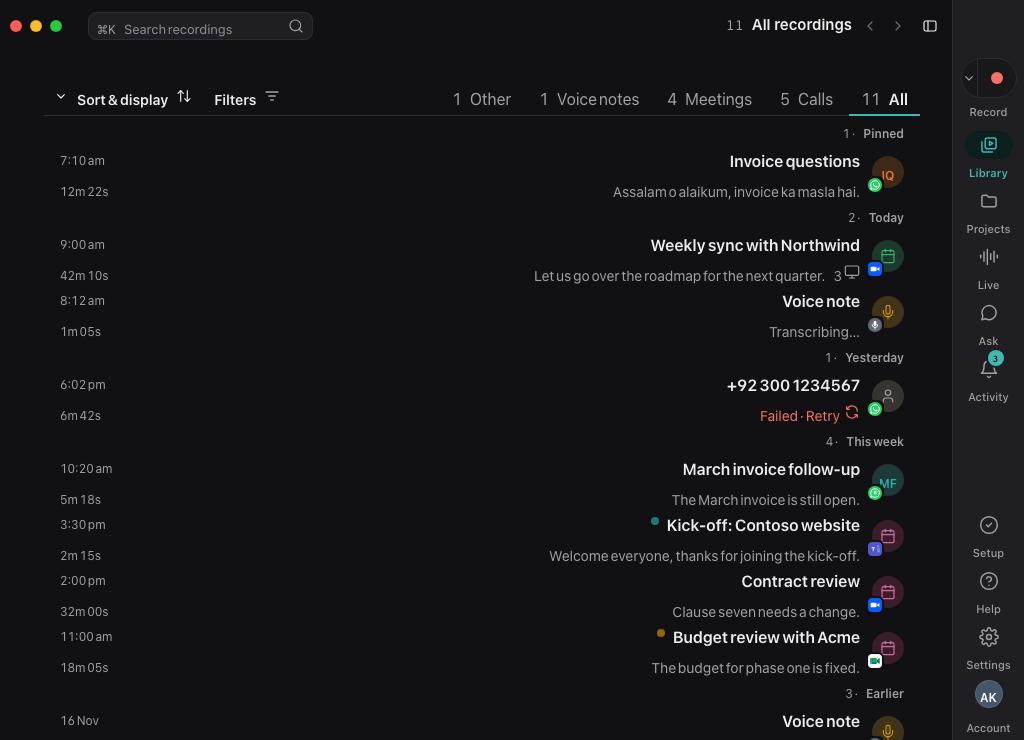 ⌘K Search recordings
11 All recordings
Sort & display
Filters
1 Other
1 Voice notes
4 Meetings
5 Calls
11 All
1 · Pinned
7:10 am
Invoice questions
IQ
12m 22s
Assalam o alaikum, invoice ka masla hai.
2 · Today
9:00 am
Weekly sync with Northwind
42m 10s
Let us go over the roadmap for the next quarter. 3
8:12 am
Voice note
1m 05s
Transcribing...
1 · Yesterday
6:02 pm
+92 300 1234567
6m 42s
Failed · Retry
4 · This week
10:20 am
March invoice follow-up
MF
5m 18s
The March invoice is still open.
3:30 pm
Kick-off: Contoso website
2m 15s
Welcome everyone, thanks for joining the kick-off.
2:00 pm
Contract review
32m 00s
Clause seven needs a change.
11:00 am
Budget review with Acme
18m 05s
The budget for phase one is fixed.
3 · Earlier
16 Nov
Voice note
Record
Library
Projects
Live
Ask
3
Activity
Setup
Help
Settings
AK
Account